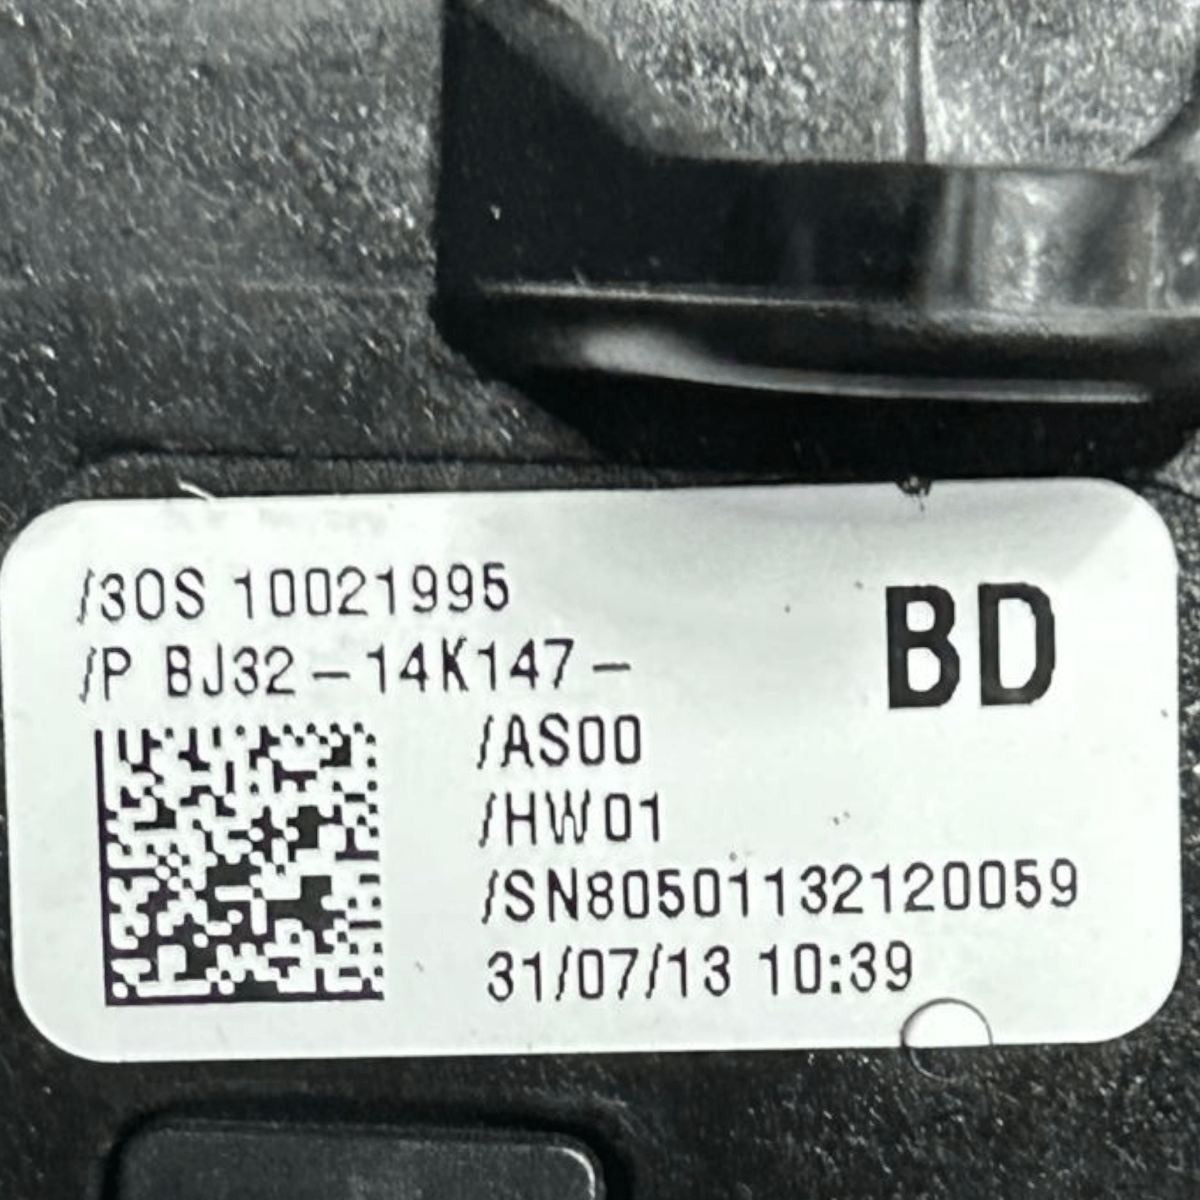 /30S 10021995
/P BJ32-14K147-
BD
/AS00
/HW01
/SN80501132120059
31/07/13 10:39